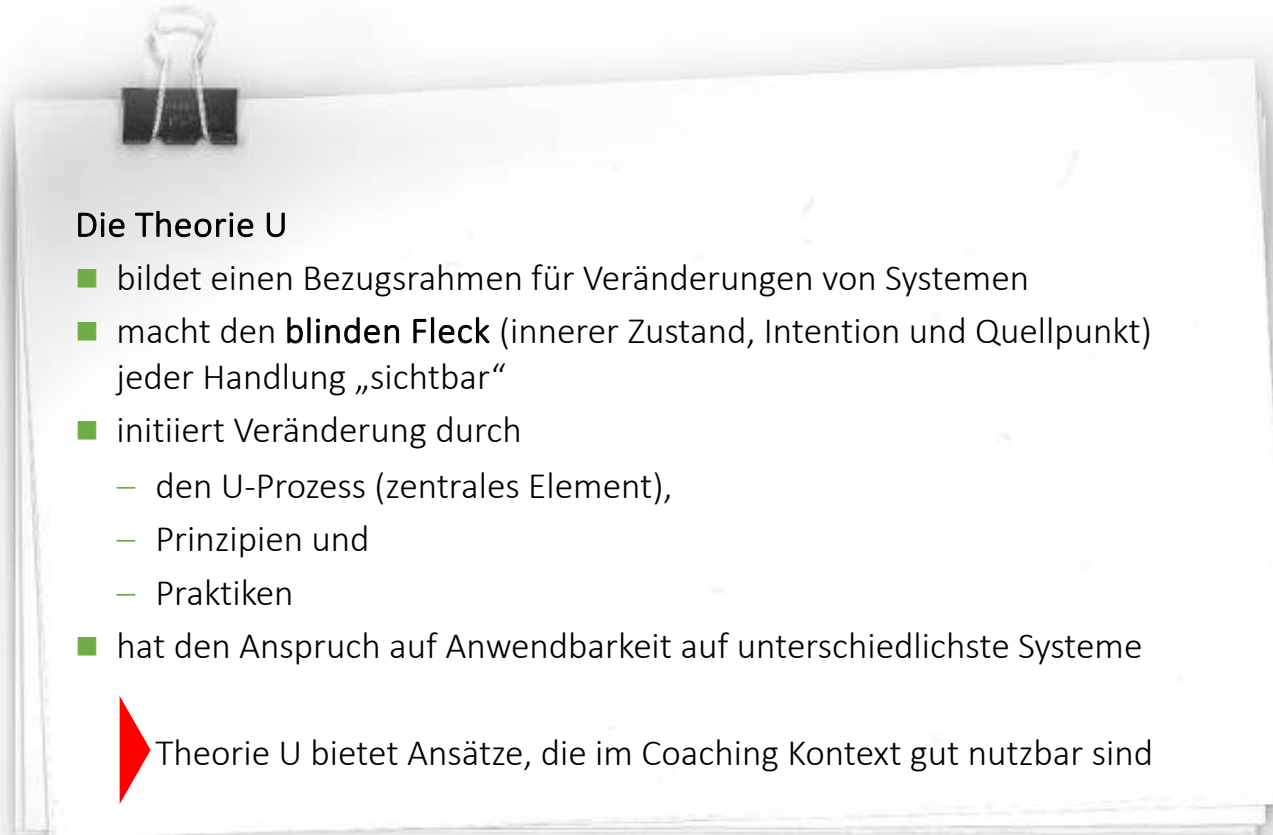 Die Theorie U
bildet einen Bezugsrahmen für Veränderungen von Systemen
macht den blinden Fleck (innerer Zustand, Intention und Quellpunkt)
jeder Handlung „sichtbar“
initiiert Veränderung durch
– den U-Prozess (zentrales Element),
– Prinzipien und
– Praktiken
hat den Anspruch auf Anwendbarkeit auf unterschiedlichste Systeme
Theorie U bietet Ansätze, die im Coaching Kontext gut nutzbar sind